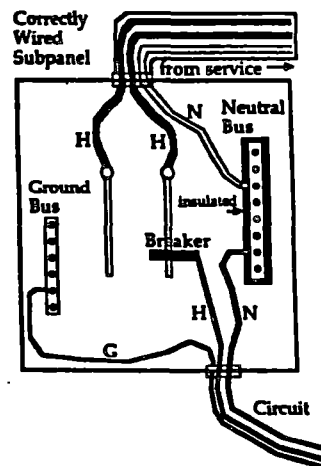 Correctly
Wired
Subpanel
from service
N
Neutral
Bus
H
H
Ground
Bus
insulated
Breaker
H
N
G
Circuit